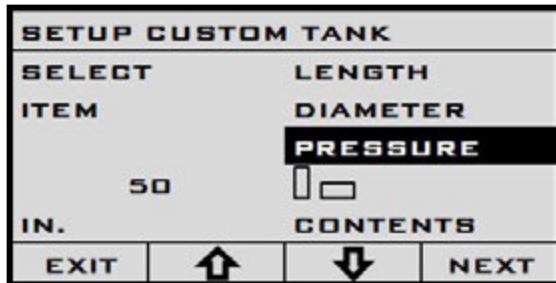 SETUP CUSTOM TANK
SELECT LENGTH
ITEM DIAMETER
PRESSURE
50
IN. CONTENTS
EXIT NEXT